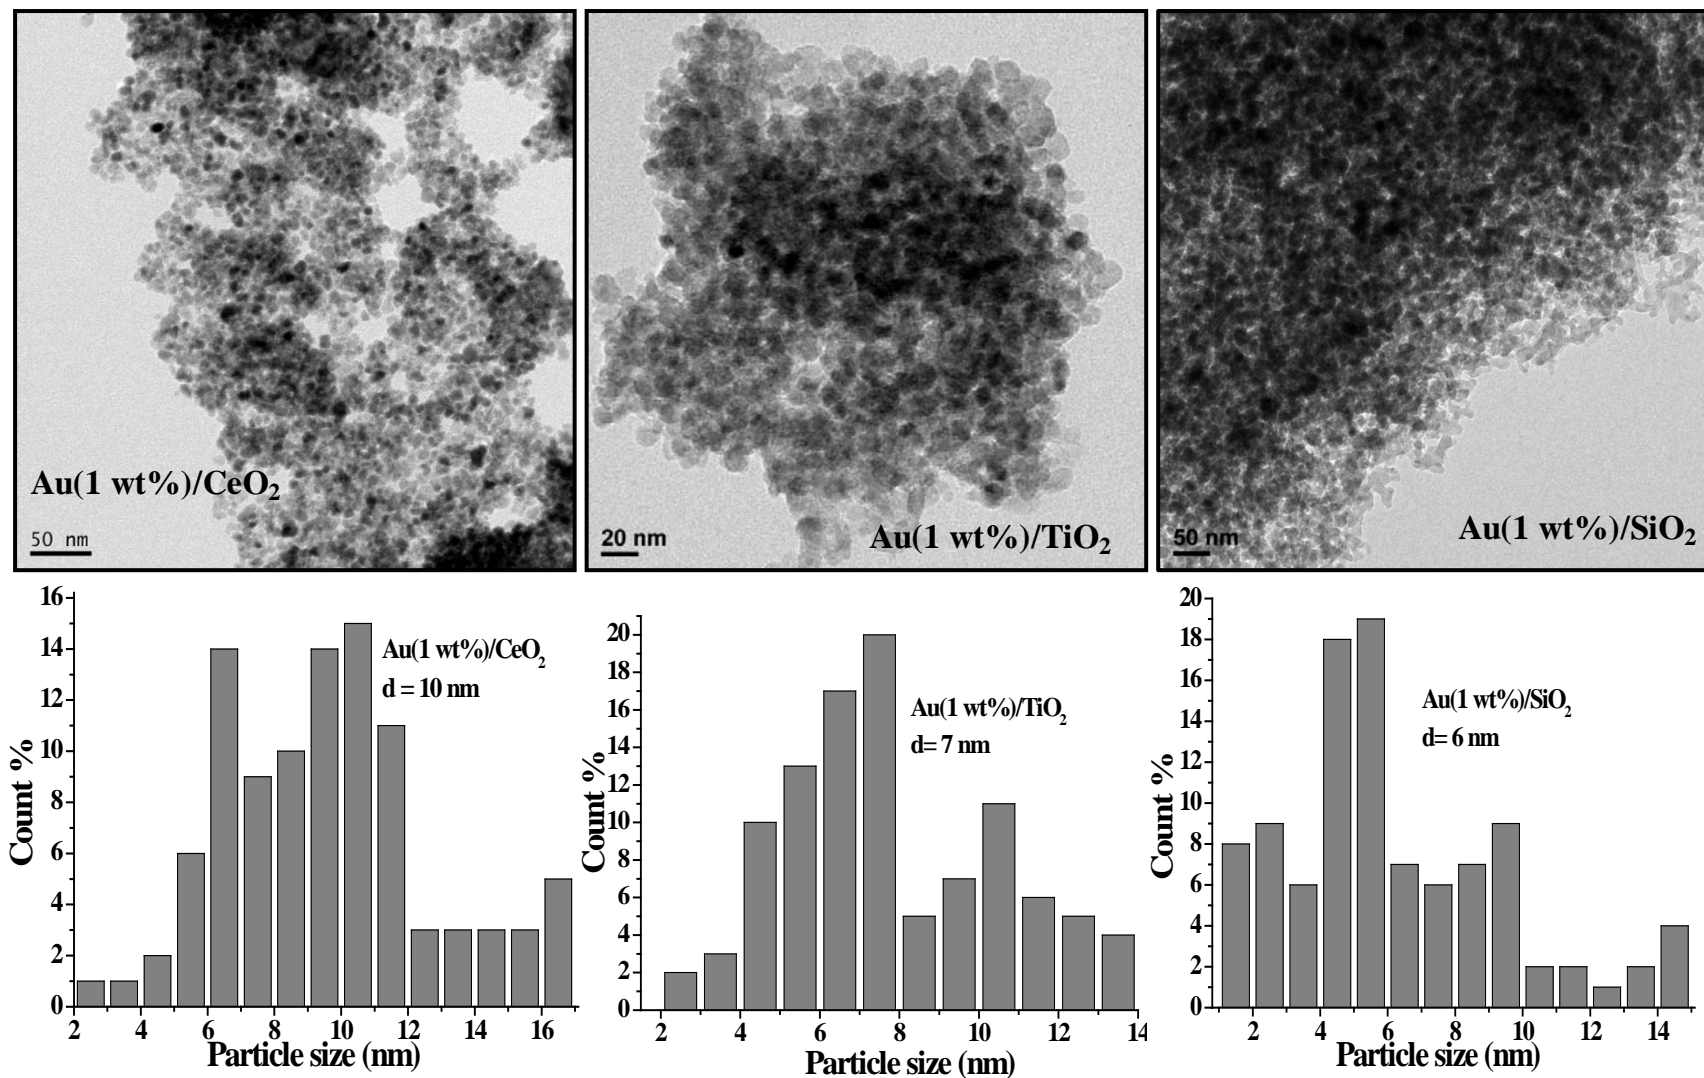 Au(1 wt%)/CeO₂
50 nm
20 nm
Au(1 wt%)/TiO₂
50 nm
Au(1 wt%)/SiO₂
16
14
12
10
8
6
4
2
0
Count %
Au(1 wt%)/CeO₂
d = 10 nm
2 4 6 8 10 12 14 16
Particle size (nm)
20
18
16
14
12
10
8
6
4
2
0
Count %
Au(1 wt%)/TiO₂
d= 7 nm
2 4 6 8 10 12 14
Particle size (nm)
20
18
16
14
12
10
8
6
4
2
0
Count %
Au(1 wt%)/SiO₂
d= 6 nm
2 4 6 8 10 12 14
Particle size (nm)